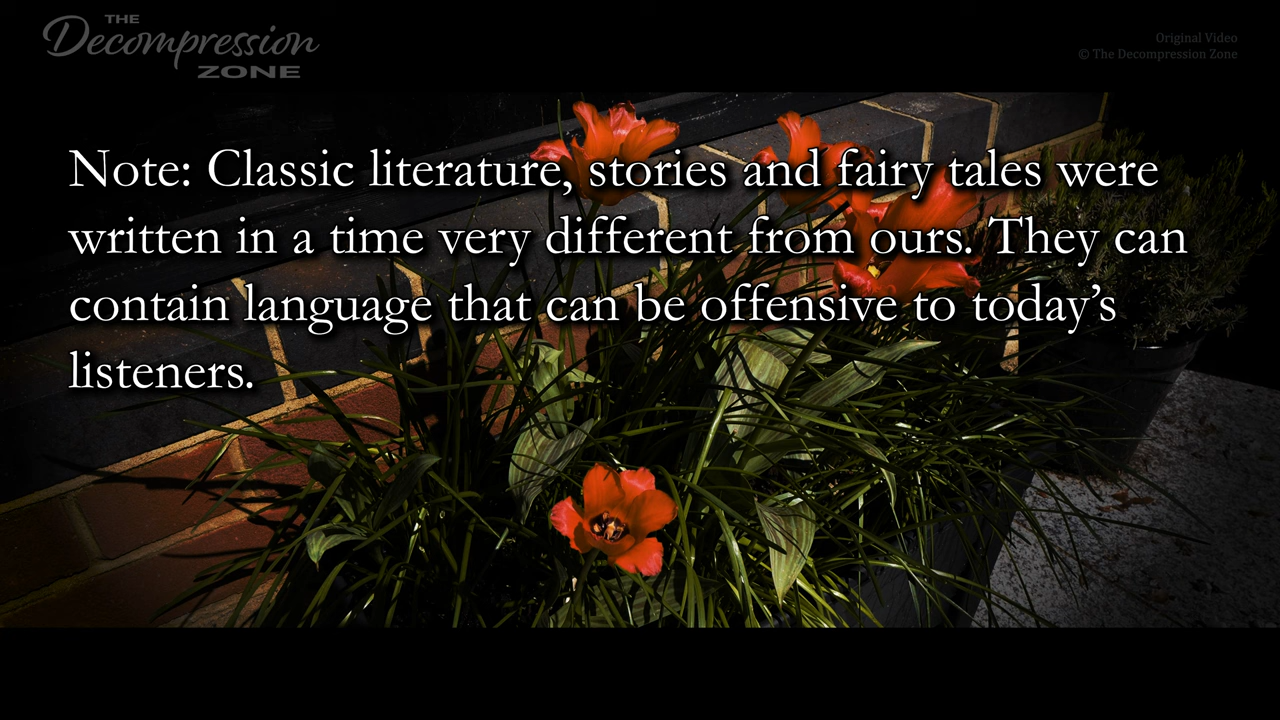 THE
Decompression
ZONE
Original Video
© The Decompression Zone
Note: Classic literature, stories and fairy tales were
written in a time very different from ours. They can
contain language that can be offensive to today’s
listeners.